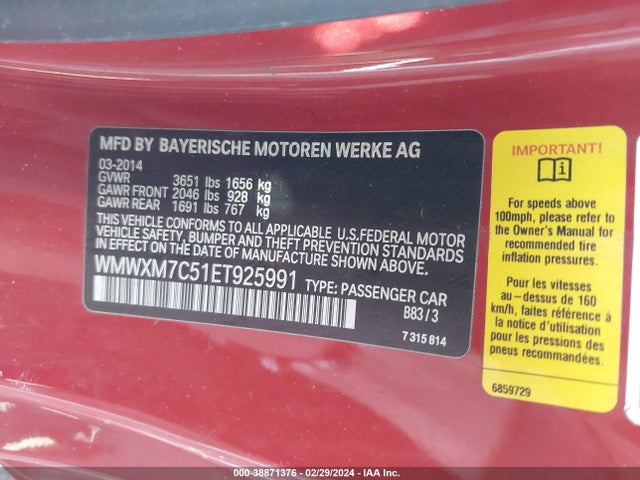 MFD BY BAYERISCHE MOTOREN WERKE AG
03-2014
GVWR 3651 lbs 1656 kg
GAWR FRONT 2046 lbs 928 kg
GAWR REAR 1691 lbs 767 kg
THIS VEHICLE CONFORMS TO ALL APPLICABLE U.S.FEDERAL MOTOR
VEHICLE SAFETY, BUMPER AND THEFT PREVENTION STANDARDS
IN EFFECT ON THE DATE OF MANUFACTURE SHOWN ABOVE.
WMWXM7C51ET925991 TYPE: PASSENGER CAR
B83/3
7 315 814
IMPORTANT!
For speeds above
100mph, please refer to
the Owner's Manual for
recommended tire
inflation pressures.
Pour les vitesses
au-dessus de 160
km/h, faites référence à
la notice d'utilisation
pour les pressions des
pneus recommandées.
6859729
000-38871376 | 02/29/2024 | IAA Inc.